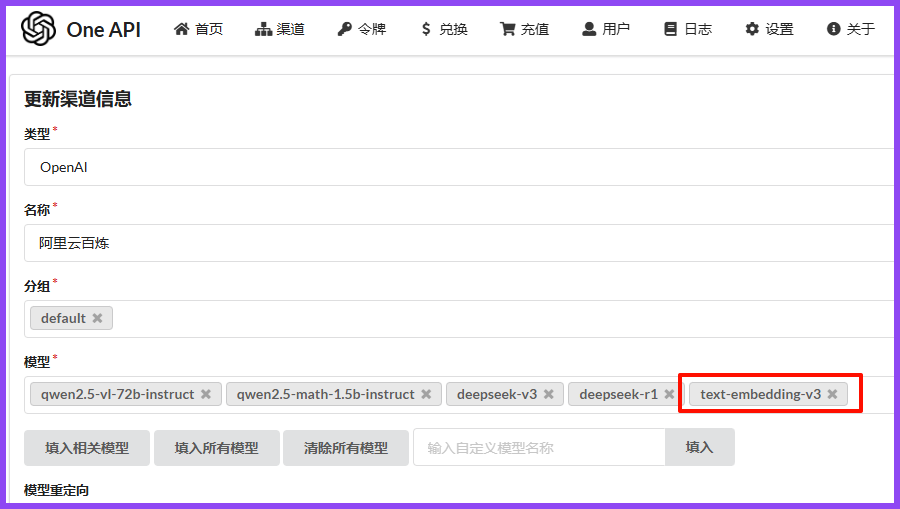 One API 首页 渠道 令牌 兑换 充值 用户 日志 设置 关于
更新渠道信息
类型*
OpenAI
名称*
阿里云百炼
分组*
default
模型*
qwen2.5-vl-72b-instruct qwen2.5-math-1.5b-instruct deepseek-v3 deepseek-r1 text-embedding-v3
填入相关模型 填入所有模型 清除所有模型 输入自定义模型名称 填入
模型重定向